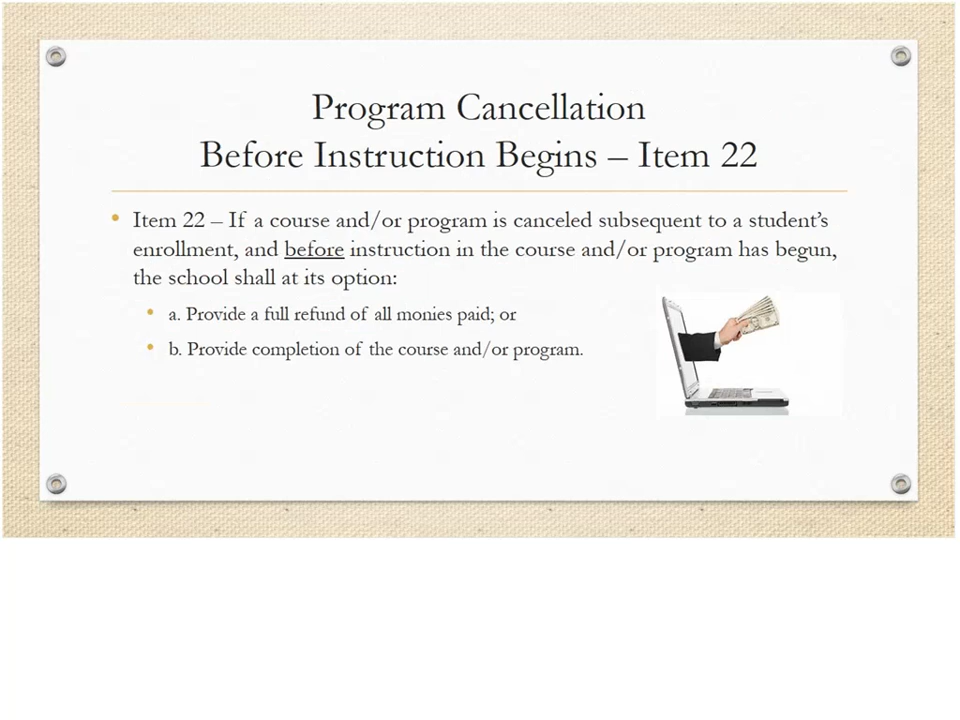 Program Cancellation
Before Instruction Begins – Item 22
• Item 22 – If a course and/or program is canceled subsequent to a student’s
enrollment, and before instruction in the course and/or program has begun,
the school shall at its option:
• a. Provide a full refund of all monies paid; or
• b. Provide completion of the course and/or program.